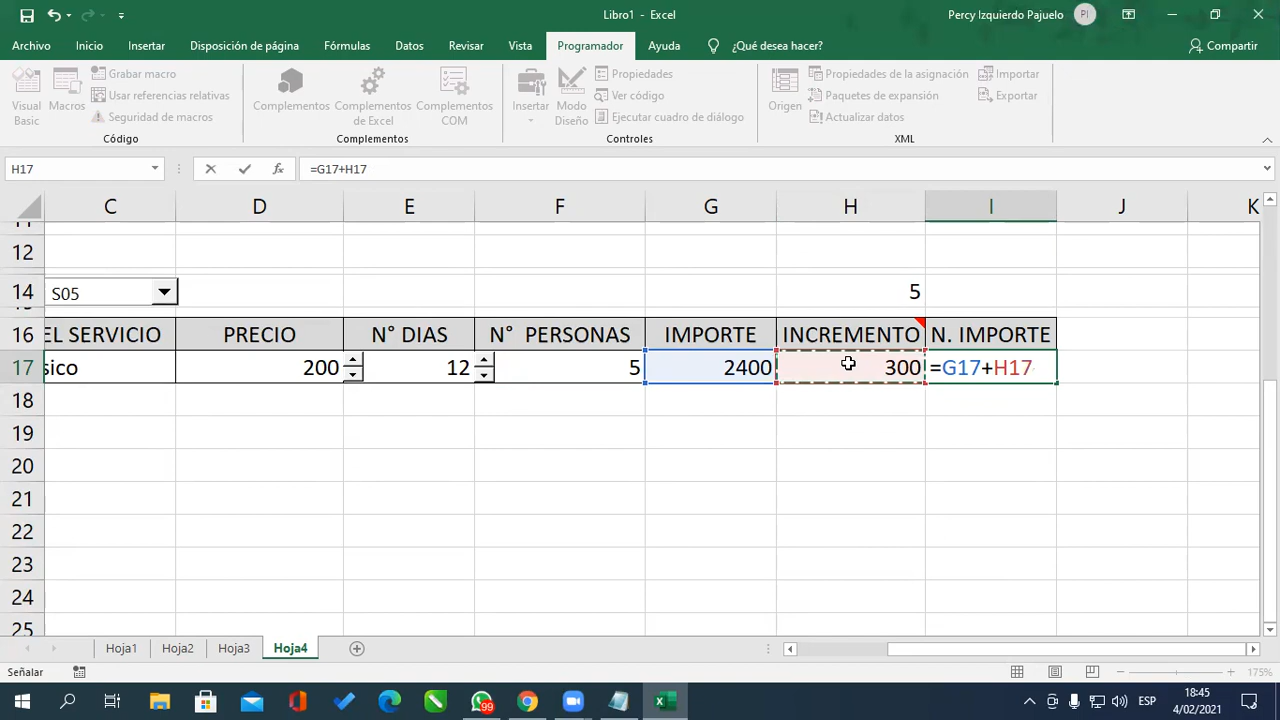 Libro1 - Excel
Percy Izquierdo Pajuelo
PI
Archivo Inicio Insertar Disposición de página Fórmulas Datos Revisar Vista Programador Ayuda ¿Qué desea hacer? Compartir
Visual Basic
Macros
Grabar macro
Usar referencias relativas
Seguridad de macros
Código
Complementos
Complementos de Excel
Complementos COM
Complementos
Insertar
Modo Diseño
Propiedades
Ver código
Ejecutar cuadro de diálogo
Controles
Origen
Propiedades de la asignación
Paquetes de expansión
Actualizar datos
Importar
Exportar
XML
H17 =G17+H17
C D E F G H I J K
12
14 S05 5
16 EL SERVICIO PRECIO N° DIAS N° PERSONAS IMPORTE INCREMENTO N. IMPORTE
17 sico 200 12 5 2400 300 =G17+H17
18
19
20
21
22
23
24
25
Hoja1 Hoja2 Hoja3 Hoja4
Señalar 175%
99
ESP
18:45
4/02/2021